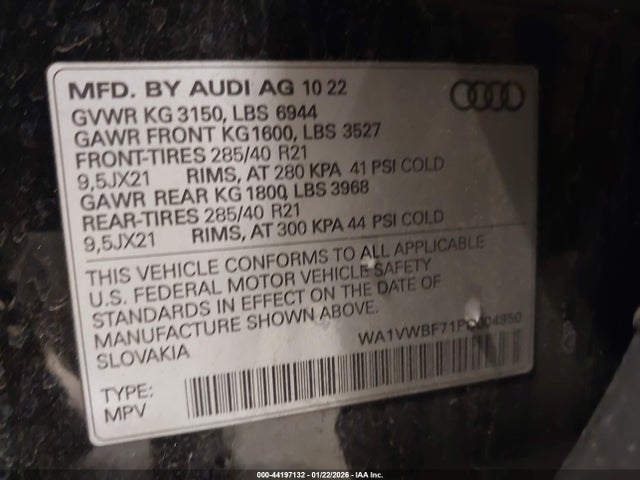 MFD. BY AUDI AG 10 22
GVWR KG 3150, LBS 6944
GAWR FRONT KG1600, LBS 3527
FRONT-TIRES 285/40 R21
9,5JX21 RIMS, AT 280 KPA 41 PSI COLD
GAWR REAR KG 1800, LBS 3968
REAR-TIRES 285/40 R21
9,5JX21 RIMS, AT 300 KPA 44 PSI COLD
THIS VEHICLE CONFORMS TO ALL APPLICABLE
U.S. FEDERAL MOTOR VEHICLE SAFETY
STANDARDS IN EFFECT ON THE DATE OF
MANUFACTURE SHOWN ABOVE.
SLOVAKIA
TYPE:
MPV
000-44197132 - 01/22/2026 - IAA Inc.